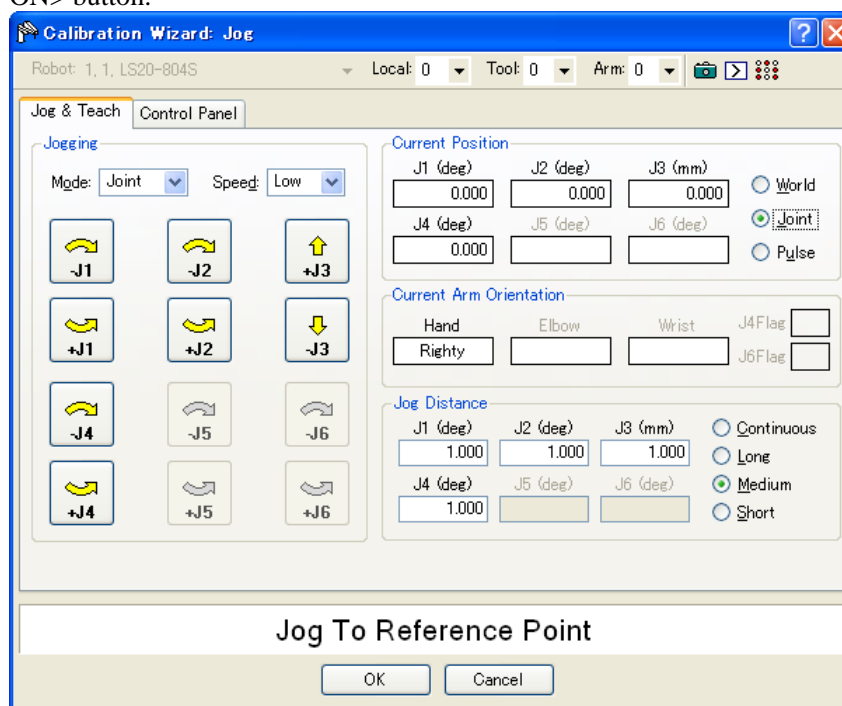 ON> button.
Calibration Wizard: Jog
Robot: 1, 1, LS20-804S Local: 0 Tool: 0 Arm: 0
Jog & Teach Control Panel
Jogging
Mode: Joint Speed: Low
-J1 -J2 +J3
+J1 +J2 -J3
-J4 -J5 -J6
+J4 +J5 +J6
Current Position
J1 (deg) J2 (deg) J3 (mm)
0.000 0.000 0.000
J4 (deg) J5 (deg) J6 (deg)
0.000
World
Joint
Pulse
Current Arm Orientation
Hand Elbow Wrist J4Flag
Righty J6Flag
Jog Distance
J1 (deg) J2 (deg) J3 (mm)
1.000 1.000 1.000
J4 (deg) J5 (deg) J6 (deg)
1.000
Continuous
Long
Medium
Short
Jog To Reference Point
OK Cancel